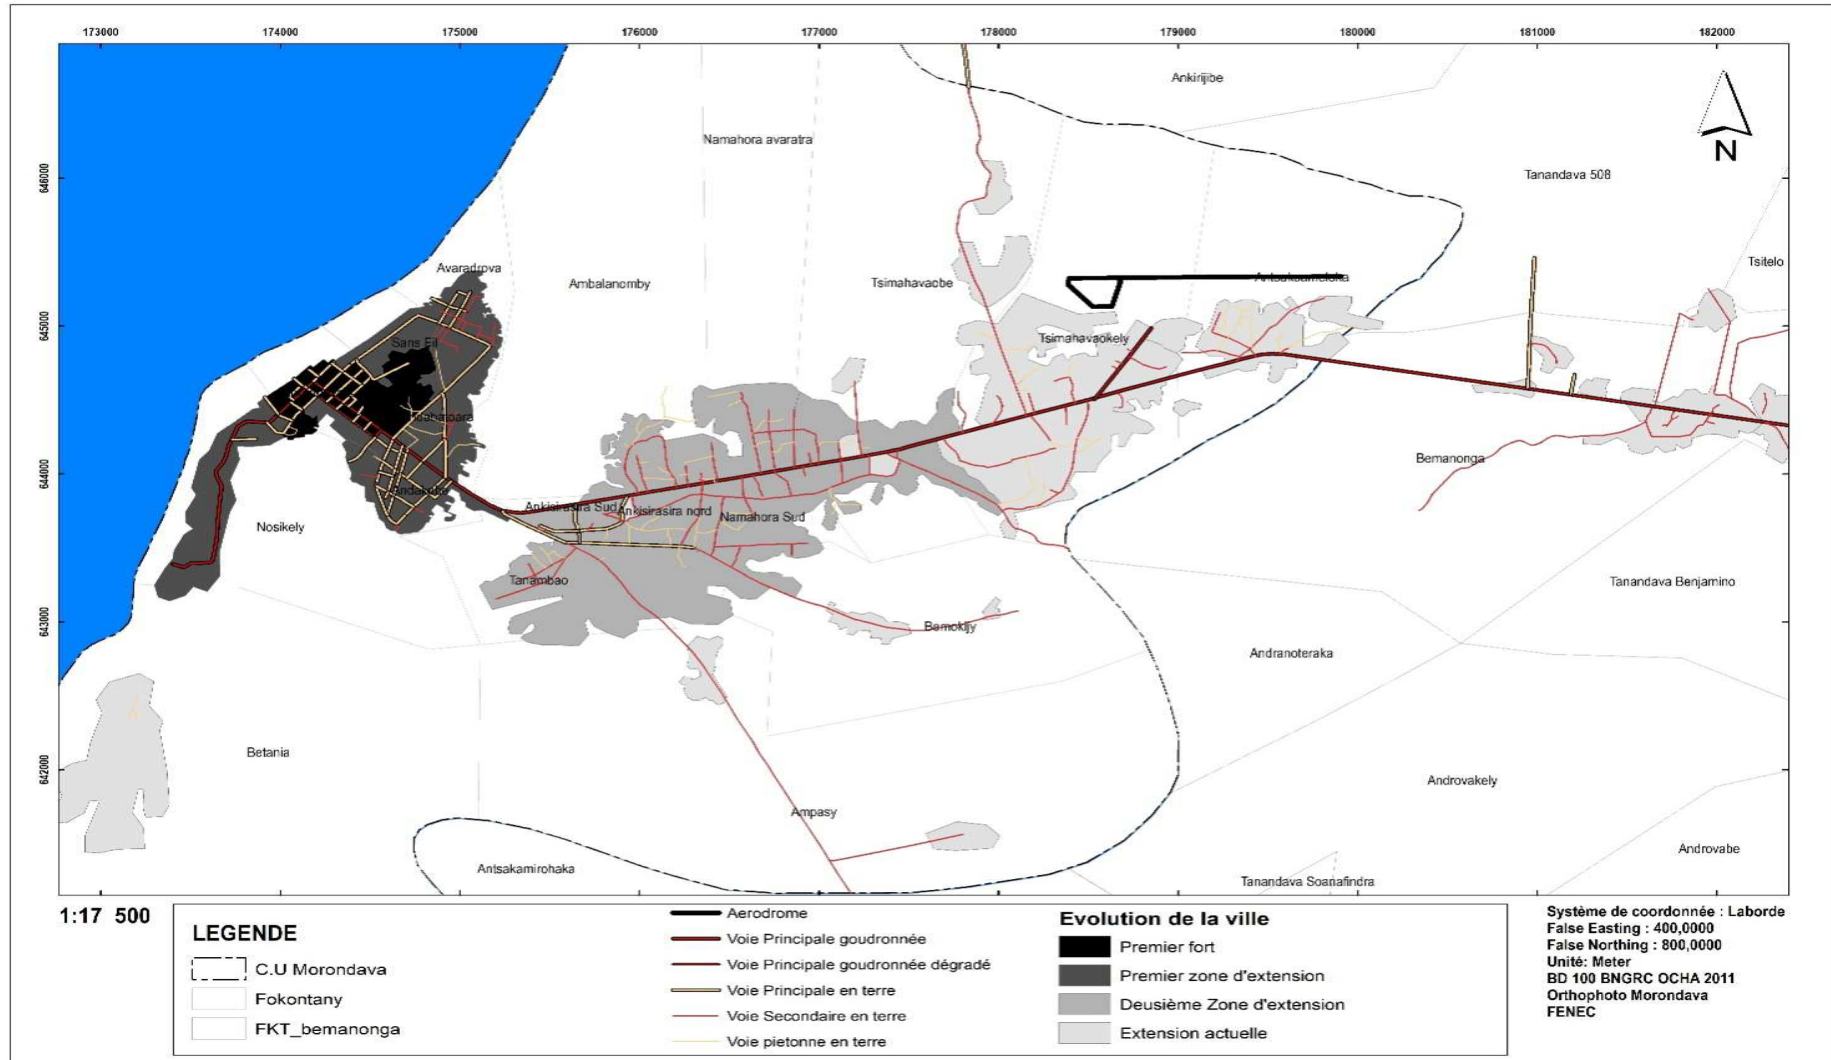 173000 174000 175000 176000 177000 178000 179000 180000 181000 182000
646000
645000
644000
643000
642000
Ankirijibe
Namahora avaratra
Tanandava 508
N
Avaradrova
Ambalanomby
Tsimahavaobe
Antsakoameloka
Tsitelo
Sans Fil
Tsimahavaokely
Andakabe
Bemanonga
Nosikely
Ankisirasira Sud
Ankisirasira nord
Namahora Sud
Tanambao
Tanandava Benjamino
Bemokijy
Andranoteraka
Betania
Androvakely
Ampasy
Androvabe
Antsakamirohaka
Tanandava Soanafindra
1:17 500
LEGENDE
C.U Morondava
Fokontany
FKT_bemanonga
Aerodrome
Voie Principale goudronnée
Voie Principale goudronnée dégradé
Voie Principale en terre
Voie Secondaire en terre
Voie pietonne en terre
Evolution de la ville
Premier fort
Premier zone d'extension
Deusième Zone d'extension
Extension actuelle
Système de coordonnée : Laborde
False Easting : 400,0000
False Northing : 800,0000
Unité: Meter
BD 100 BNGRC OCHA 2011
Orthophoto Morondava
FENEC